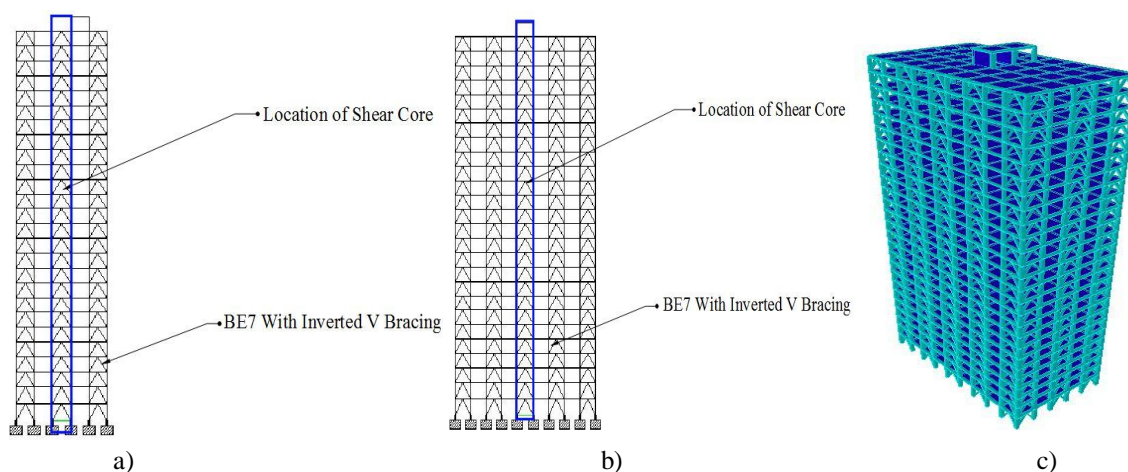 Location of Shear Core
BE7 With Inverted V Bracing
Location of Shear Core
BE7 With Inverted V Bracing
a)
b)
c)